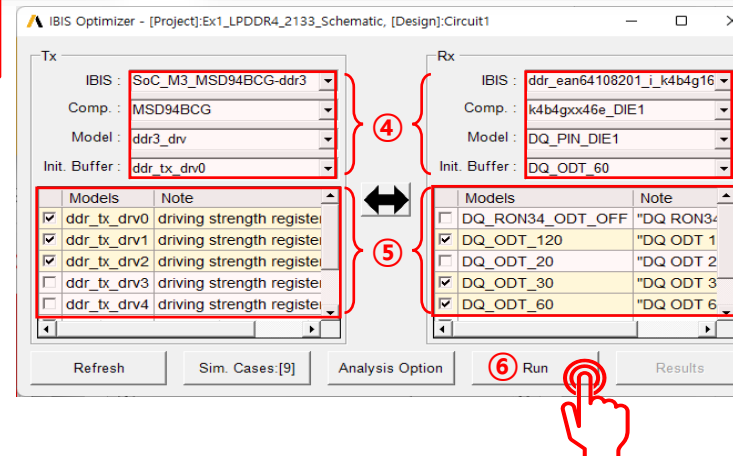 IBIS Optimizer - [Project]:Ex1_LPDDR4_2133_Schematic, [Design]:Circuit1
Tx
IBIS : SoC_M3_MSD94BCG-ddr3
Comp. : MSD94BCG
Model : ddr3_drv
Init. Buffer : ddr_tx_drv0
④
Models Note
ddr_tx_drv0 driving strength register
ddr_tx_drv1 driving strength register
ddr_tx_drv2 driving strength register
ddr_tx_drv3 driving strength register
ddr_tx_drv4 driving strength register
⑤
Rx
IBIS : ddr_ean64108201_i_k4b4g16
Comp. : k4b4gxx46e_DIE1
Model : DQ_PIN_DIE1
Init. Buffer : DQ_ODT_60
Models Note
DQ_RON34_ODT_OFF "DQ RON34
DQ_ODT_120 "DQ ODT 1
DQ_ODT_20 "DQ ODT 2
DQ_ODT_30 "DQ ODT 3
DQ_ODT_60 "DQ ODT 6
Refresh Sim. Cases:[9] Analysis Option ⑥ Run Results